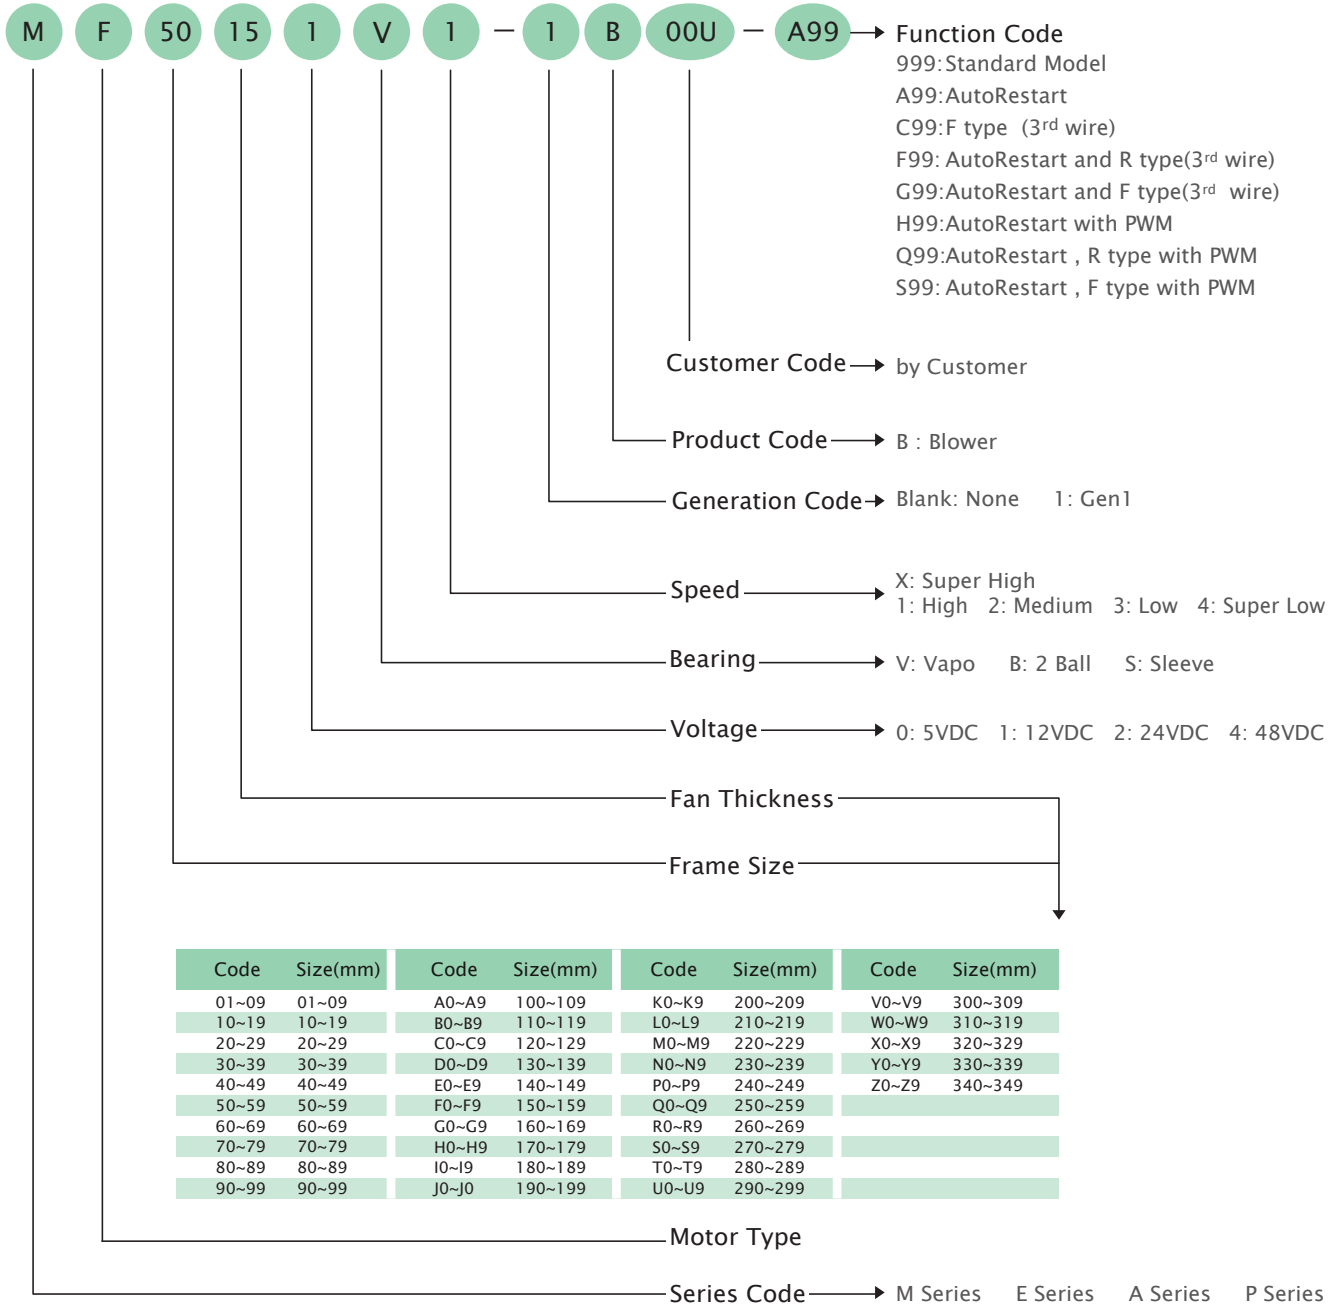 M F 50 15 1 V 1 - 1 B 00U - A99
Function Code
999:Standard Model
A99:AutoRestart
C99:F type (3rd wire)
F99: AutoRestart and R type(3rd wire)
G99:AutoRestart and F type(3rd wire)
H99:AutoRestart with PWM
Q99:AutoRestart , R type with PWM
S99: AutoRestart , F type with PWM
Customer Code by Customer
Product Code B : Blower
Generation Code Blank: None 1: Gen1
Speed X: Super High
1: High 2: Medium 3: Low 4: Super Low
Bearing V: Vapo B: 2 Ball S: Sleeve
Voltage 0: 5VDC 1: 12VDC 2: 24VDC 4: 48VDC
Fan Thickness
Frame Size
Code Size(mm) Code Size(mm) Code Size(mm) Code Size(mm)
01~09 01~09 A0~A9 100~109 K0~K9 200~209 V0~V9 300~309
10~19 10~19 B0~B9 110~119 L0~L9 210~219 W0~W9 310~319
20~29 20~29 C0~C9 120~129 M0~M9 220~229 X0~X9 320~329
30~39 30~39 D0~D9 130~139 N0~N9 230~239 Y0~Y9 330~339
40~49 40~49 E0~E9 140~149 P0~P9 240~249 Z0~Z9 340~349
50~59 50~59 F0~F9 150~159 Q0~Q9 250~259
60~69 60~69 G0~G9 160~169 R0~R9 260~269
70~79 70~79 H0~H9 170~179 S0~S9 270~279
80~89 80~89 I0~I9 180~189 T0~T9 280~289
90~99 90~99 J0~J0 190~199 U0~U9 290~299
Motor Type
Series Code M Series E Series A Series P Series